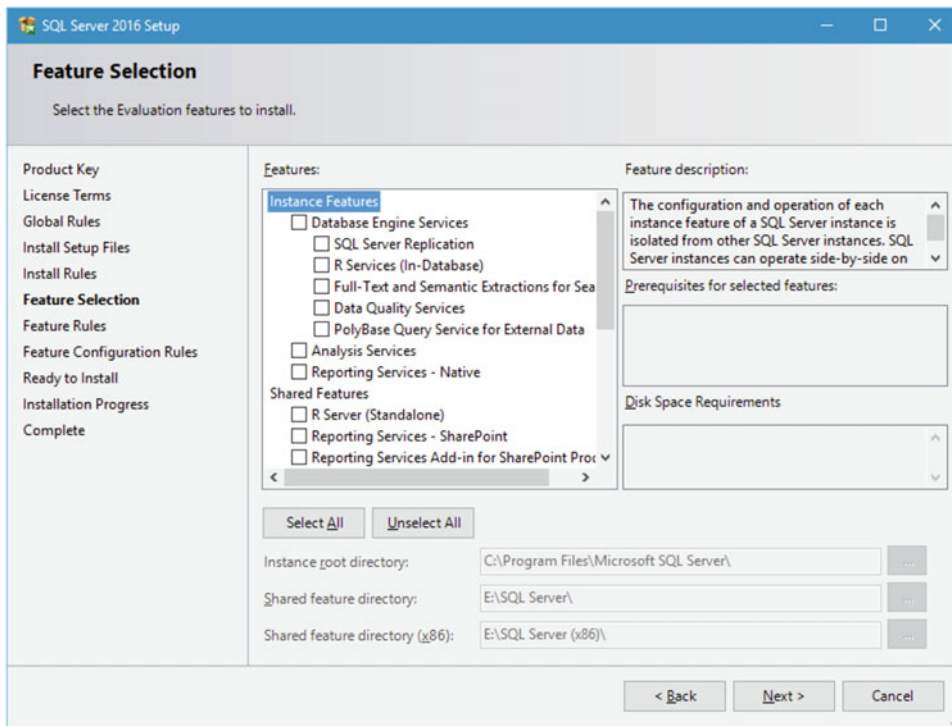 SQL Server 2016 Setup
Feature Selection
Select the Evaluation features to install.
Product Key
License Terms
Global Rules
Install Setup Files
Install Rules
Feature Selection
Feature Rules
Feature Configuration Rules
Ready to Install
Installation Progress
Complete
Features:
Instance Features
Database Engine Services
SQL Server Replication
R Services (In-Database)
Full-Text and Semantic Extractions for Sea
Data Quality Services
PolyBase Query Service for External Data
Analysis Services
Reporting Services - Native
Shared Features
R Server (Standalone)
Reporting Services - SharePoint
Reporting Services Add-in for SharePoint Proc
Feature description:
The configuration and operation of each
instance feature of a SQL Server instance is
isolated from other SQL Server instances. SQL
Server instances can operate side-by-side on
Prerequisites for selected features:
Disk Space Requirements
Select All
Unselect All
Instance root directory:
C:\Program Files\Microsoft SQL Server\
...
Shared feature directory:
E:\SQL Server\
...
Shared feature directory (x86):
E:\SQL Server (x86)\
...
< Back
Next >
Cancel